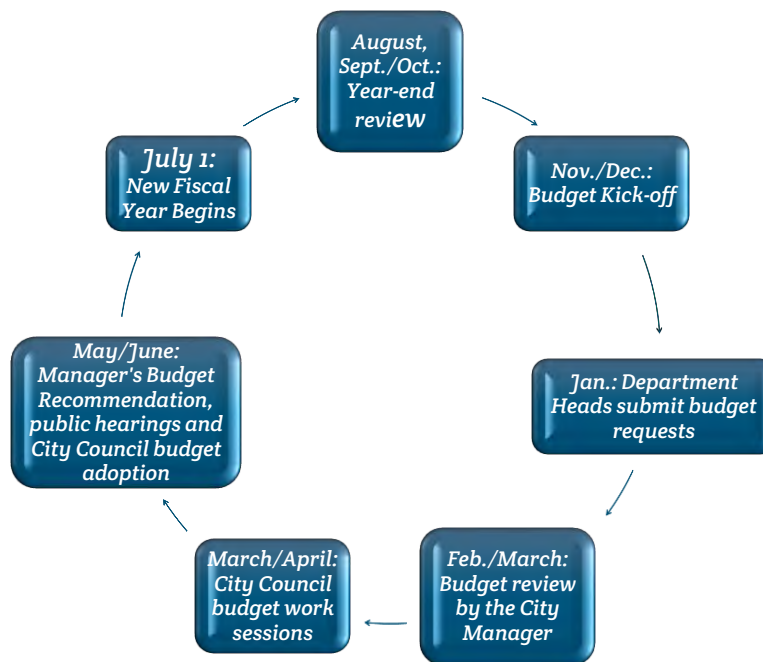 August,
Sept./Oct.:
Year-end
review
Nov./Dec.:
Budget Kick-off
Jan.: Department
Heads submit budget
requests
Feb./March:
Budget review
by the City
Manager
March/April:
City Council
budget work
sessions
May/June:
Manager's Budget
Recommendation,
public hearings and
City Council budget
adoption
July 1:
New Fiscal
Year Begins